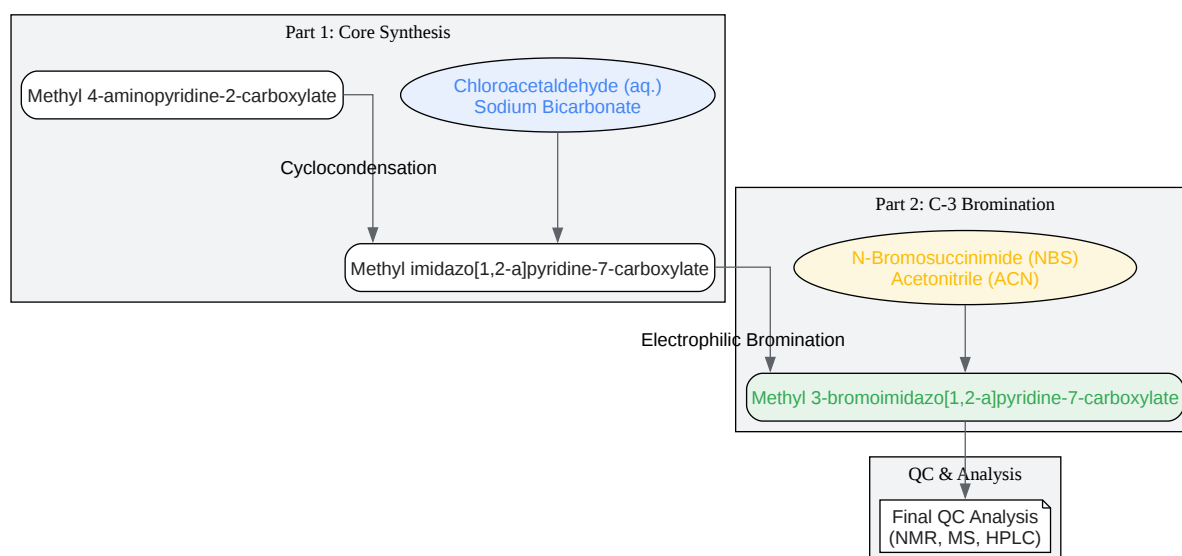 Part 1: Core Synthesis
Methyl 4-aminopyridine-2-carboxylate
Chloroacetaldehyde (aq.)
Sodium Bicarbonate
Cyclocondensation
Methyl imidazo[1,2-a]pyridine-7-carboxylate
Part 2: C-3 Bromination
N-Bromosuccinimide (NBS)
Acetonitrile (ACN)
Electrophilic Bromination
Methyl 3-bromoimidazo[1,2-a]pyridine-7-carboxylate
QC & Analysis
Final QC Analysis
(NMR, MS, HPLC)